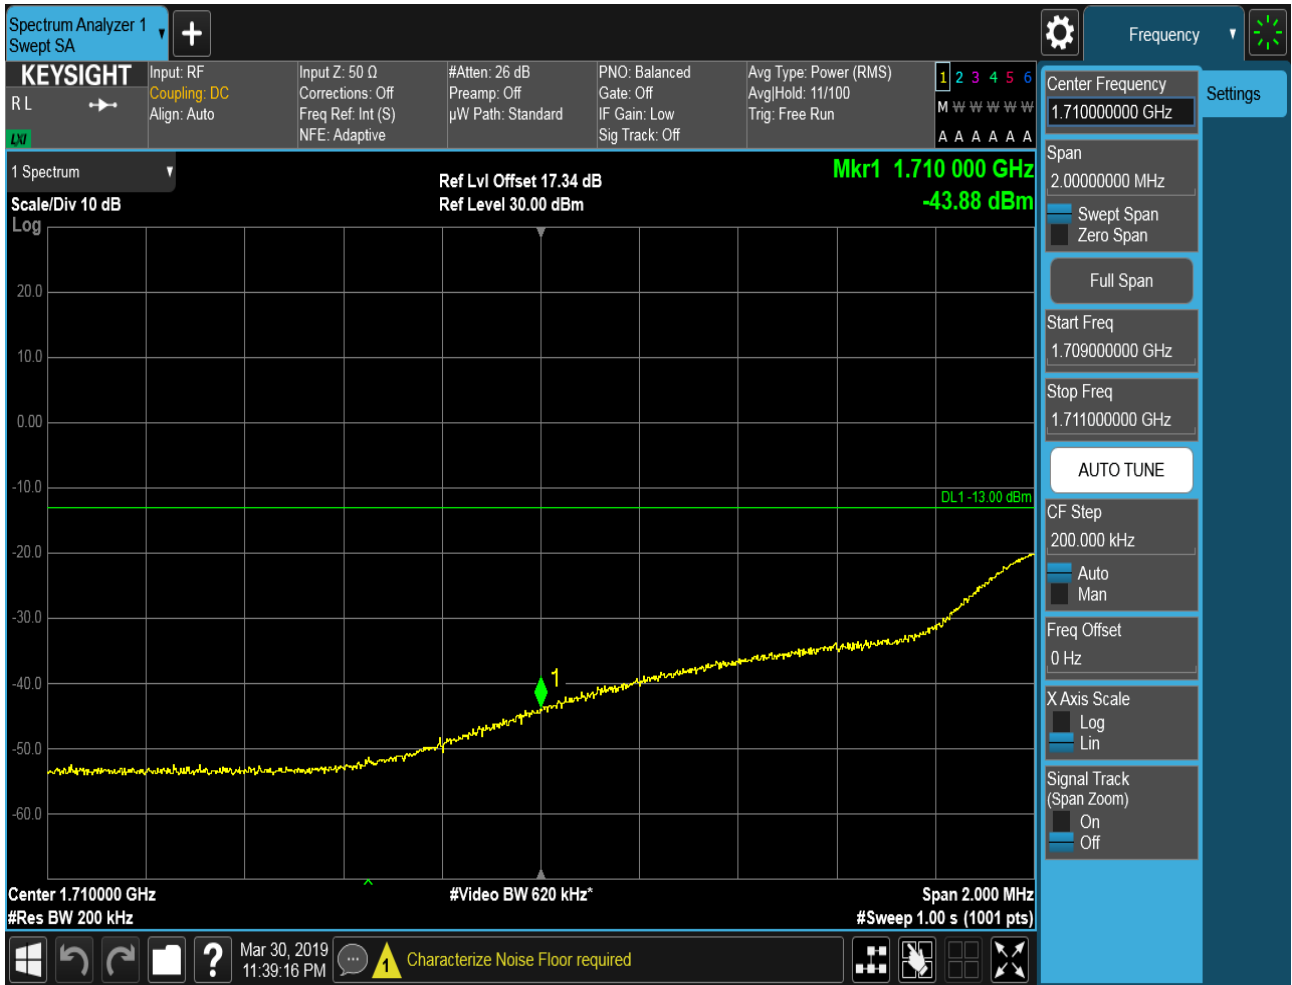 Spectrum Analyzer 1
Swept SA
Frequency
KEYSIGHT
R L
LXI
Input: RF
Coupling: DC
Align: Auto
Input Z: 50 Ω
Corrections: Off
Freq Ref: Int (S)
NFE: Adaptive
#Atten: 26 dB
Preamp: Off
µW Path: Standard
PNO: Balanced
Gate: Off
IF Gain: Low
Sig Track: Off
Avg Type: Power (RMS)
Avg|Hold: 11/100
Trig: Free Run
1 2 3 4 5 6
M W W W W W
A A A A A A
1 Spectrum
Scale/Div 10 dB
Log
Ref Lvl Offset 17.34 dB
Ref Level 30.00 dBm
Mkr1 1.710 000 GHz
-43.88 dBm
20.0
10.0
0.00
-10.0
DL1 -13.00 dBm
-20.0
-30.0
-40.0
1
-50.0
-60.0
Center 1.710000 GHz
#Video BW 620 kHz*
Span 2.000 MHz
#Res BW 200 kHz
#Sweep 1.00 s (1001 pts)
Center Frequency
1.710000000 GHz
Settings
Span
2.00000000 MHz
Swept Span
Zero Span
Full Span
Start Freq
1.709000000 GHz
Stop Freq
1.711000000 GHz
AUTO TUNE
CF Step
200.000 kHz
Auto
Man
Freq Offset
0 Hz
X Axis Scale
Log
Lin
Signal Track
(Span Zoom)
On
Off
?
Mar 30, 2019
11:39:16 PM
1
Characterize Noise Floor required